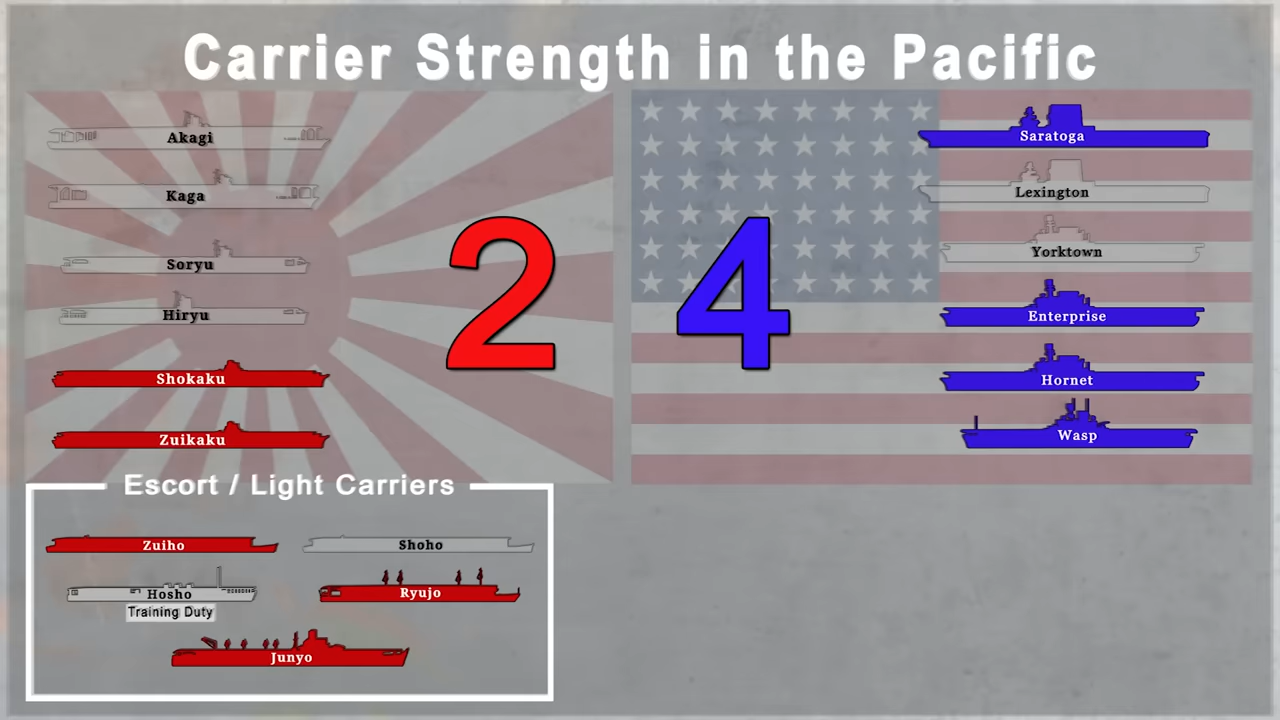 Carrier Strength in the Pacific
Akagi
Kaga
Soryu
Hiryu
Shokaku
Zuikaku
2
4
Saratoga
Lexington
Yorktown
Enterprise
Hornet
Wasp
Escort / Light Carriers
Zuiho
Shoho
Hosho
Training Duty
Ryujo
Junyo